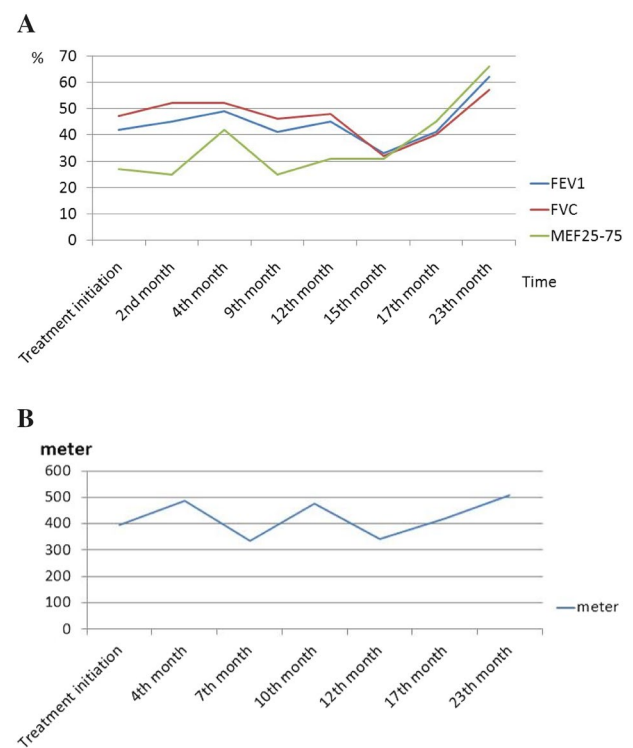 A
%
70
60
50
40
30
20
10
0
FEV1
FVC
MEF25-75
Time
Treatment initiation
2nd month
4th month
9th month
12th month
15th month
17th month
23th month
B
meter
600
500
400
300
200
100
0
meter
Treatment initiation
4th month
7th month
10th month
12th month
17th month
23th month